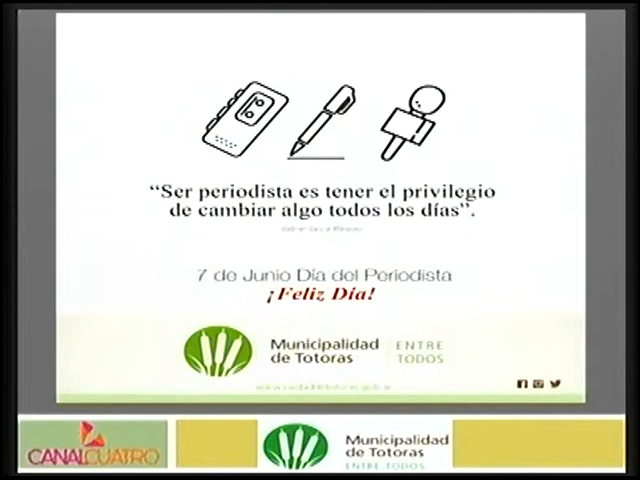 “Ser periodista es tener el privilegio
de cambiar algo todos los días”.
7 de Junio Día del Periodista
¡Feliz Día!
Municipalidad
de Totoras
ENTRE
TODOS
CANALCUATRO
Municipalidad
de Totoras
ENTRE TODOS